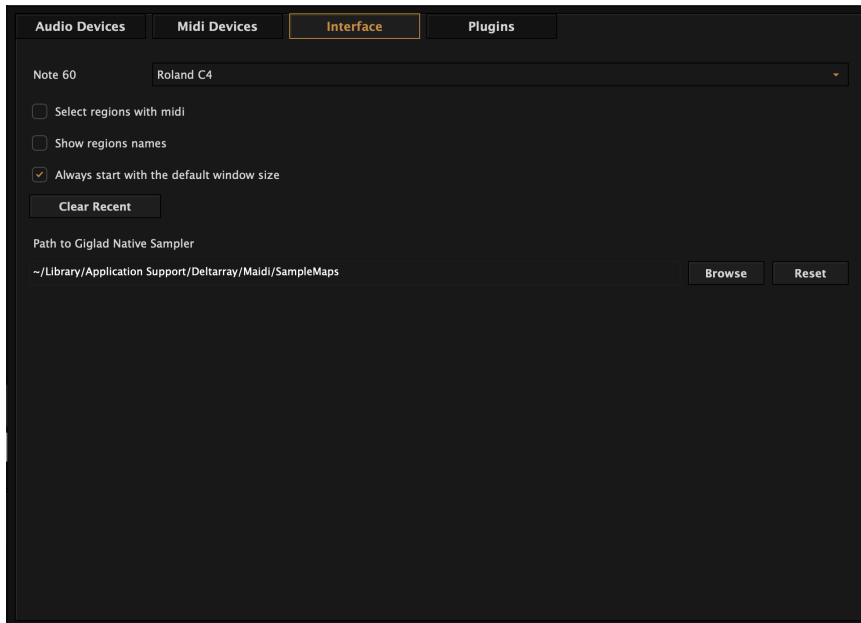 Audio Devices Midi Devices Interface Plugins
Note 60 Roland C4
Select regions with midi
Show regions names
Always start with the default window size
Clear Recent
Path to Giglad Native Sampler
~/Library/Application Support/Deltarray/Maidi/SampleMaps Browse Reset